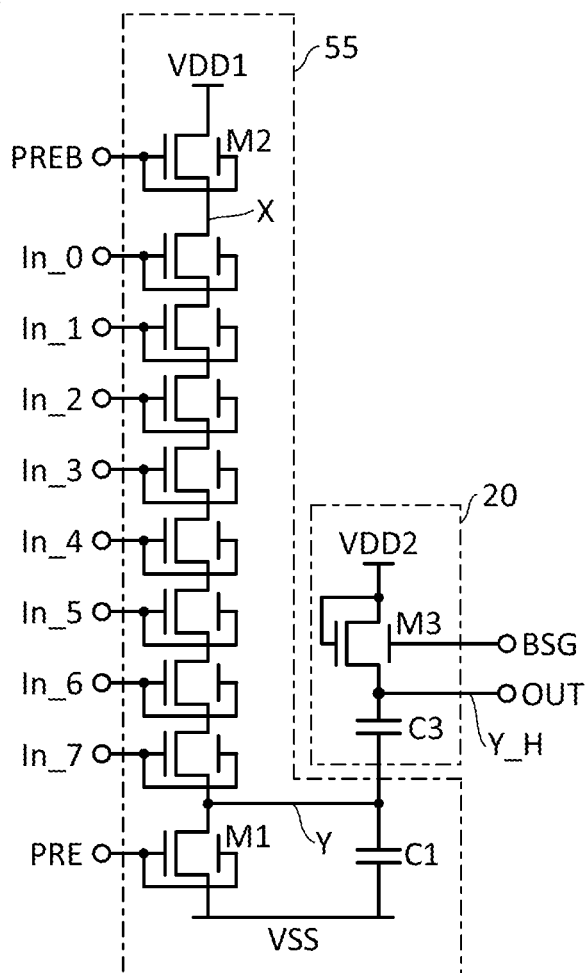 55
VDD1
PREB
M2
X
In_0
In_1
In_2
In_3
In_4
In_5
In_6
In_7
20
VDD2
M3
BSG
OUT
C3
Y_H
PRE
M1
Y
C1
VSS